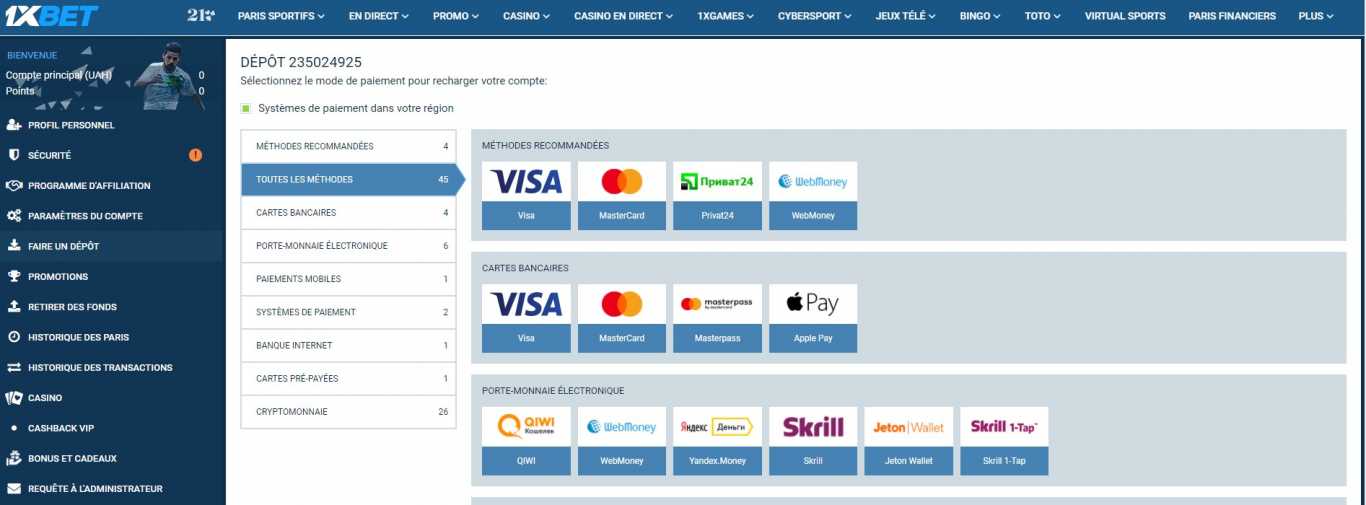 1XBET
21+
PARIS SPORTIFS
EN DIRECT
PROMO
CASINO
CASINO EN DIRECT
1XGAMES
CYBERSPORT
JEUX TÉLÉ
BINGO
TOTO
VIRTUAL SPORTS
PARIS FINANCIERS
PLUS
BIENVENUE
Compte principal (UAH) 0
Points 0
PROFIL PERSONNEL
SÉCURITÉ !
PROGRAMME D'AFFILIATION
PARAMÈTRES DU COMPTE
FAIRE UN DÉPÔT
PROMOTIONS
RETIRER DES FONDS
HISTORIQUE DES PARIS
HISTORIQUE DES TRANSACTIONS
CASINO
CASHBACK VIP
BONUS ET CADEAUX
REQUÊTE À L'ADMINISTRATEUR
DÉPÔT 235024925
Sélectionnez le mode de paiement pour recharger votre compte:
Systèmes de paiement dans votre région
MÉTHODES RECOMMANDÉES 4
TOUTES LES MÉTHODES 45
CARTES BANCAIRES 4
PORTE-MONNAIE ÉLECTRONIQUE 6
PAIEMENTS MOBILES 1
SYSTÈMES DE PAIEMENT 2
BANQUE INTERNET 1
CARTES PRÉ-PAYÉES 1
CRYPTOMONNAIE 26
MÉTHODES RECOMMANDÉES
VISA
Приват24
WebMoney
Visa
MasterCard
Privat24
WebMoney
CARTES BANCAIRES
VISA
masterpass
by mastercard
Pay
Visa
MasterCard
Masterpass
Apple Pay
PORTE-MONNAIE ÉLECTRONIQUE
QIWI
Кошелек
WebMoney
Яндекс Деньги
Skrill
Jeton Wallet
Skrill 1-Tap
QIWI
WebMoney
Yandex.Money
Skrill
Jeton Wallet
Skrill 1-Tap